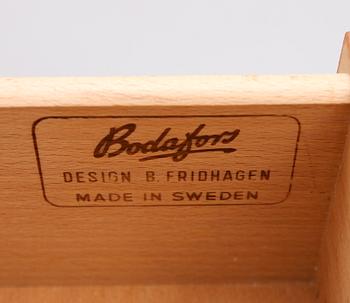 Bodafors
DESIGN B. FRIDHAGEN
MADE IN SWEDEN